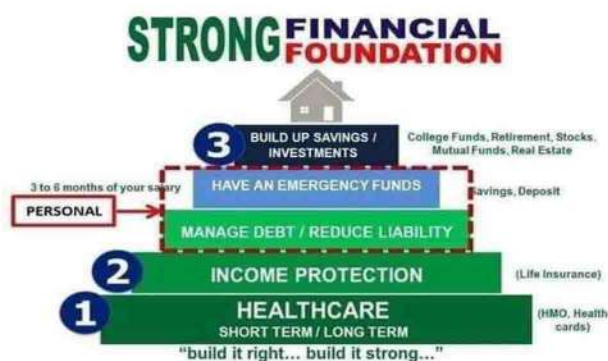 STRONG FINANCIAL
FOUNDATION
3
BUILD UP SAVINGS /
INVESTMENTS
College Funds, Retirement, Stocks.
Mutual Funds, Real Estate
3 to 6 months of your salary
HAVE AN EMERGENCY FUNDS
Savings, Deposit
PERSONAL
MANAGE DEBT / REDUCE LIABILITY
2
INCOME PROTECTION
(Life Insurance)
1
HEALTHCARE
SHORT TERM / LONG TERM
(HMO, Health
cards)
"build it right... build it strong..."